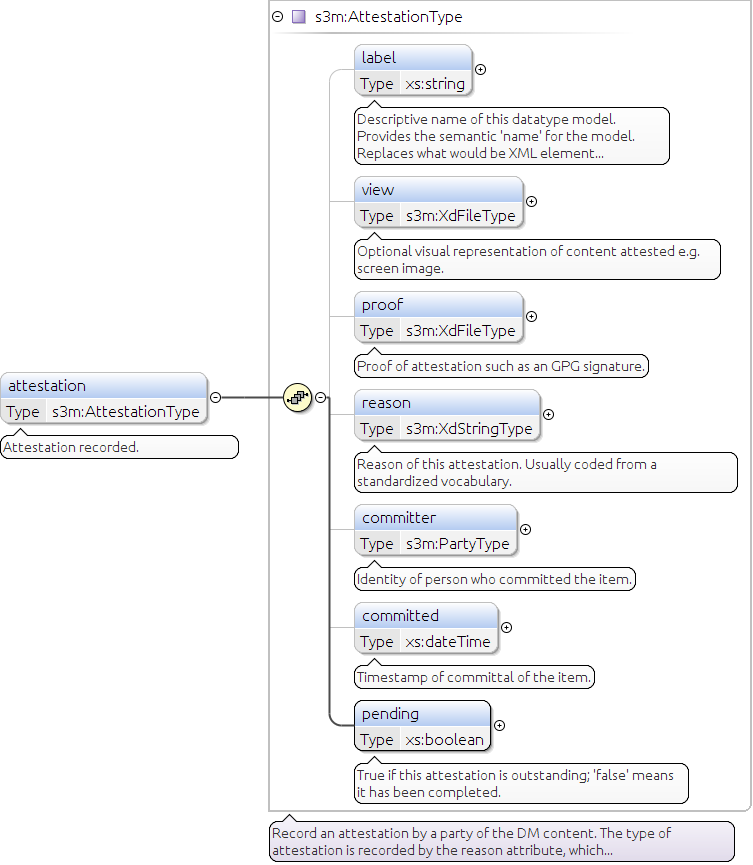 s3m:AttestationType
label
Type xs:string
Descriptive name of this datatype model.
Provides the semantic 'name' for the model.
Replaces what would be XML element...
view
Type s3m:XdFileType
Optional visual representation of content attested e.g.
screen image.
proof
Type s3m:XdFileType
Proof of attestation such as an GPG signature.
attestation
Type s3m:AttestationType
Attestation recorded.
reason
Type s3m:XdStringType
Reason of this attestation. Usually coded from a
standardized vocabulary.
committer
Type s3m:PartyType
Identity of person who committed the item.
committed
Type xs:dateTime
Timestamp of committal of the item.
pending
Type xs:boolean
True if this attestation is outstanding; 'false' means
it has been completed.
Record an attestation by a party of the DM content. The type of
attestation is recorded by the reason attribute, which...